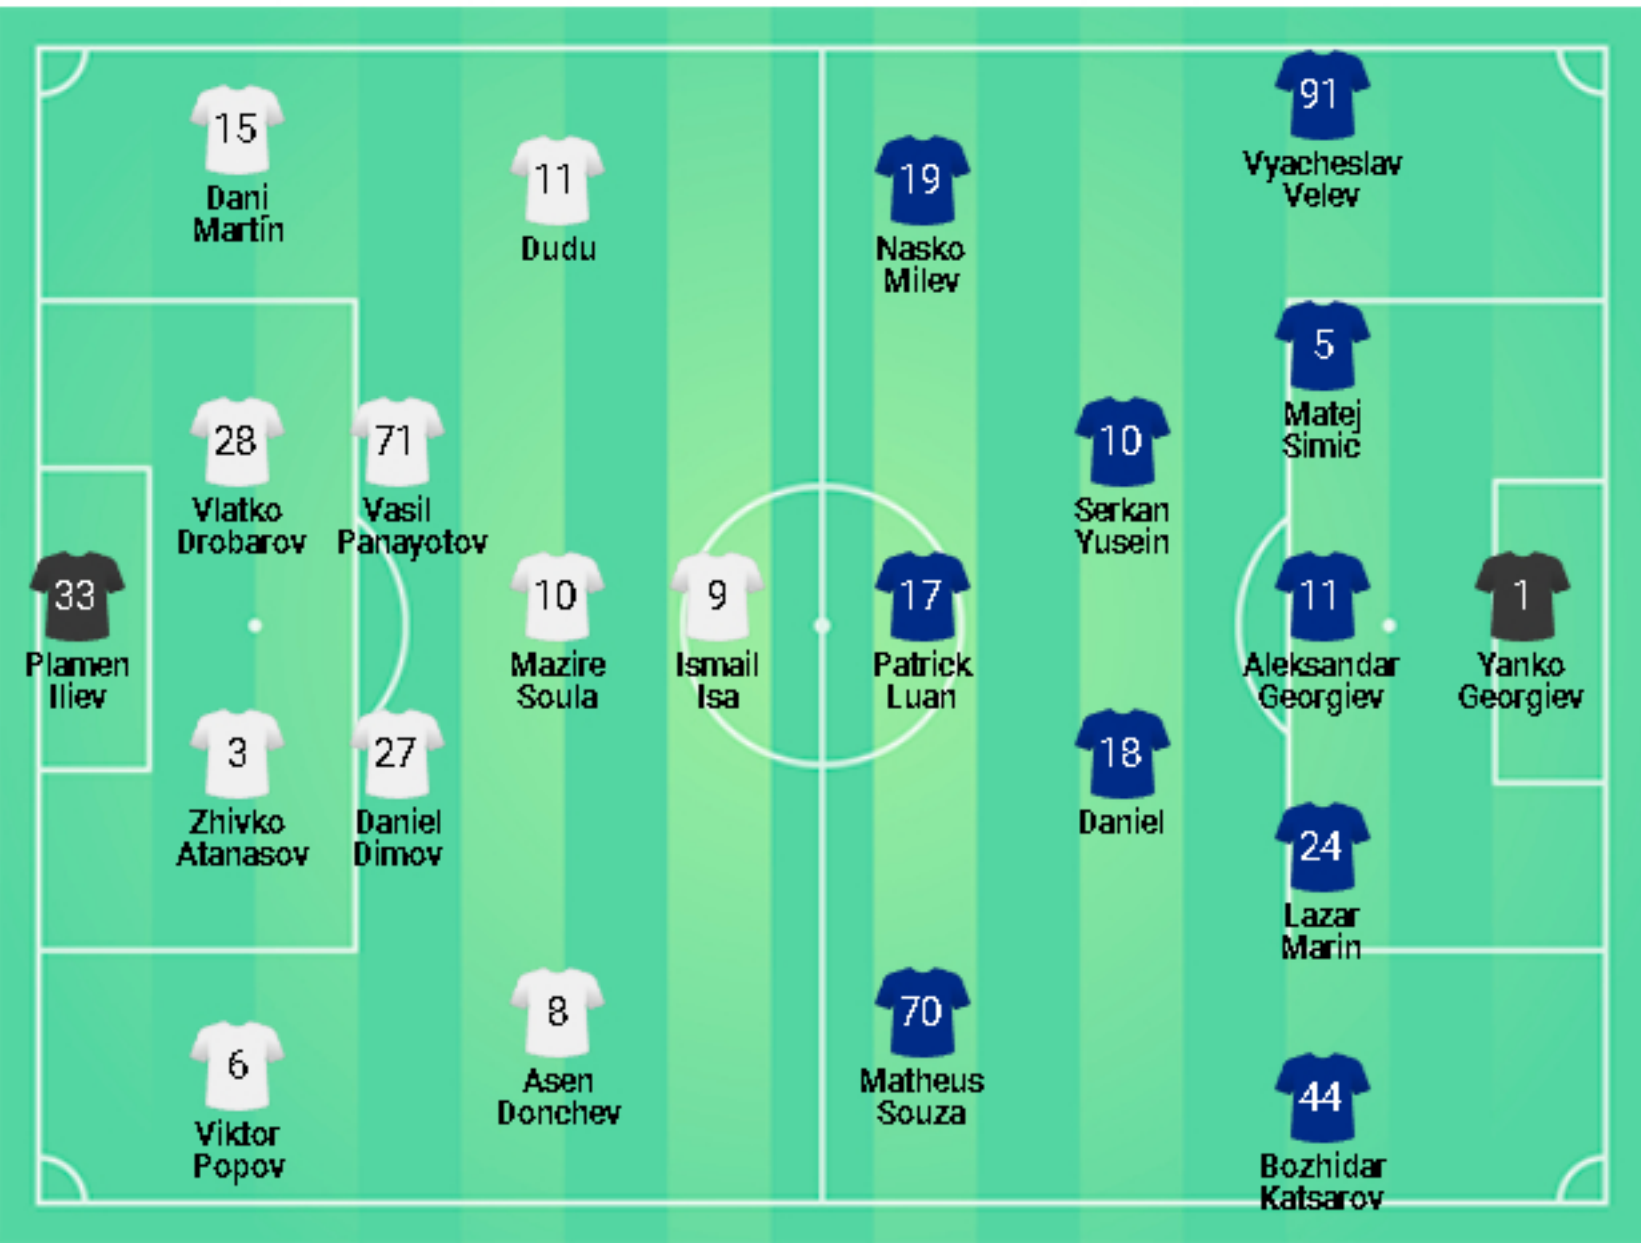 15
Dani
Martín
11
Dudu
19
Nasko
Milev
91
Vyacheslav
Velev
5
Matej
Simić
28
Vlatko
Drobarov
71
Vasil
Panayotov
10
Serkan
Yusein
33
Plamen
Iliev
10
Mazire
Soula
9
Ismail
Isa
17
Patrick
Luan
11
Aleksandar
Georgiev
1
Yanko
Georgiev
3
Zhivko
Atanasov
27
Daniel
Dimov
18
Daniel
24
Lazar
Marin
8
Asen
Donchev
70
Matheus
Souza
6
Viktor
Popov
44
Bozhidar
Katsarov